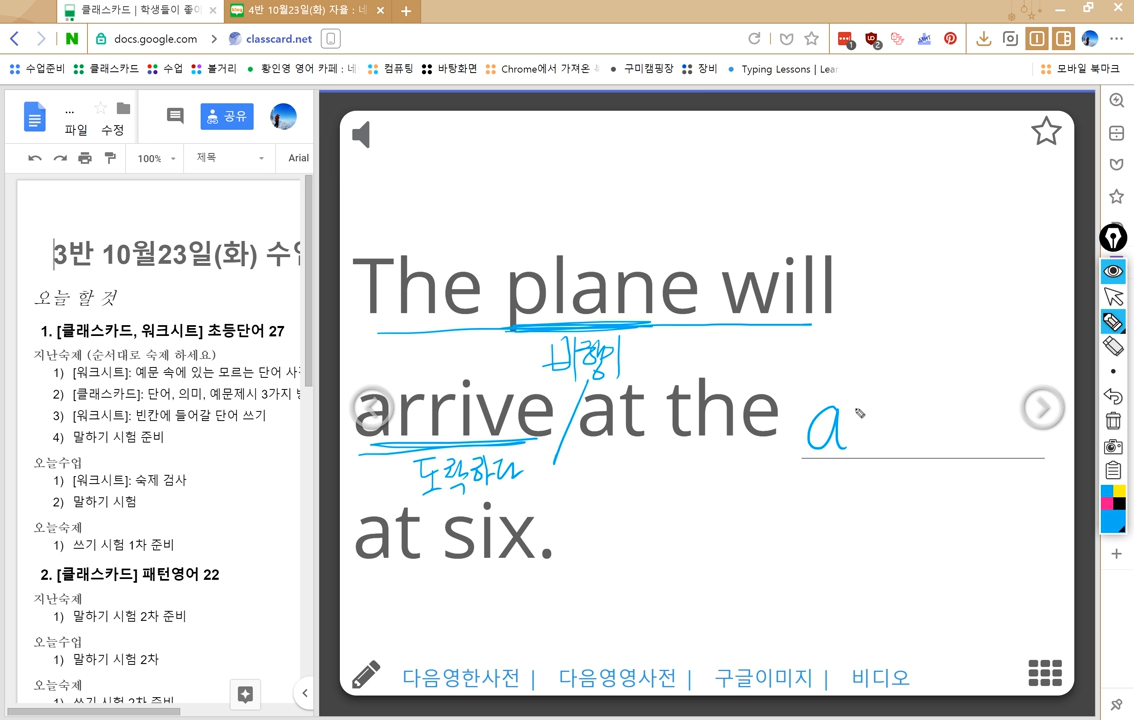 클래스카드 | 학생들이 좋아
4반 10월23일(화) 자율 : 네
docs.google.com > classcard.net
수업준비 클래스카드 수업 볼거리 황인영 영어 카페 : 네 컴퓨팅 바탕화면 Chrome에서 가져온 구미캠핑장 장비 Typing Lessons | Lear 모바일 북마크
...
파일 수정
공유
100% 제목 Arial
3반 10월23일(화) 수업
오늘 할 것
1. [클래스카드, 워크시트] 초등단어 27
지난숙제 (순서대로 숙제 하세요)
1) [워크시트]: 예문 속에 있는 모르는 단어 사
2) [클래스카드]: 단어, 의미, 예문제시 3가지
3) [워크시트]: 빈칸에 들어갈 단어 쓰기
4) 말하기 시험 준비
오늘수업
1) [워크시트]: 숙제 검사
2) 말하기 시험
오늘숙제
1) 쓰기 시험 1차 준비
2. [클래스카드] 패턴영어 22
지난숙제
1) 말하기 시험 2차 준비
오늘수업
1) 말하기 시험 2차
오늘숙제
1) 쓰기 시험 2차 준비
The plane will
비행기
arrive / at the a
도착하다
at six.
다음영한사전 | 다음영영사전 | 구글이미지 | 비디오